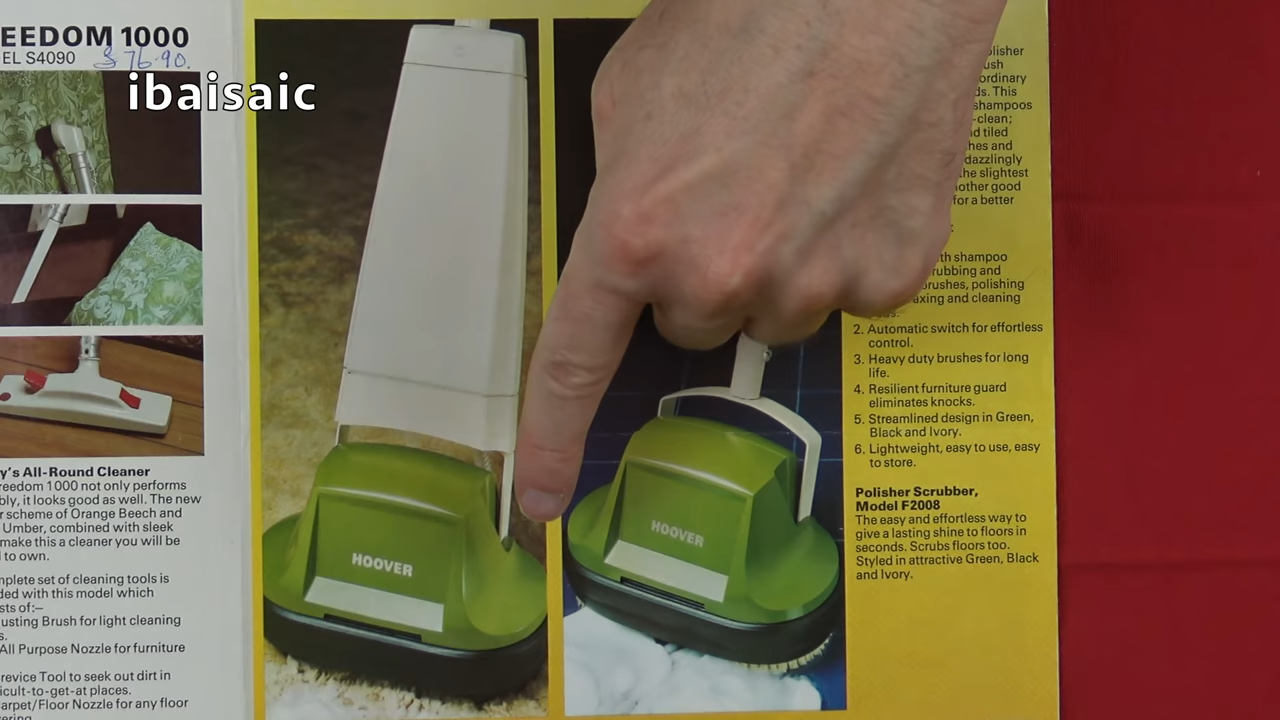 EEDOM 1000
EL S4090 $76.90.
ibaisaic
y's All-Round Cleaner
reedom 1000 not only performs
bly, it looks good as well. The new
r scheme of Orange Beech and
Umber, combined with sleek
make this a cleaner you will be
to own.
mplete set of cleaning tools is
ded with this model which
sts of:–
usting Brush for light cleaning
s.
All Purpose Nozzle for furniture
revice Tool to seek out dirt in
icult-to-get-at places.
arpet/Floor Nozzle for any floor
vering
HOOVER
HOOVER
olisher
ush
ordinary
ds. This
shampoos
-clean;
d tiled
hes and
dazzlingly
the slightest
other good
for a better
:
th shampoo
rubbing and
brushes, polishing
axing and cleaning
2. Automatic switch for effortless
control.
3. Heavy duty brushes for long
life.
4. Resilient furniture guard
eliminates knocks.
5. Streamlined design in Green,
Black and Ivory.
6. Lightweight, easy to use, easy
to store.
Polisher Scrubber,
Model F2008
The easy and effortless way to
give a lasting shine to floors in
seconds. Scrubs floors too.
Styled in attractive Green, Black
and Ivory.